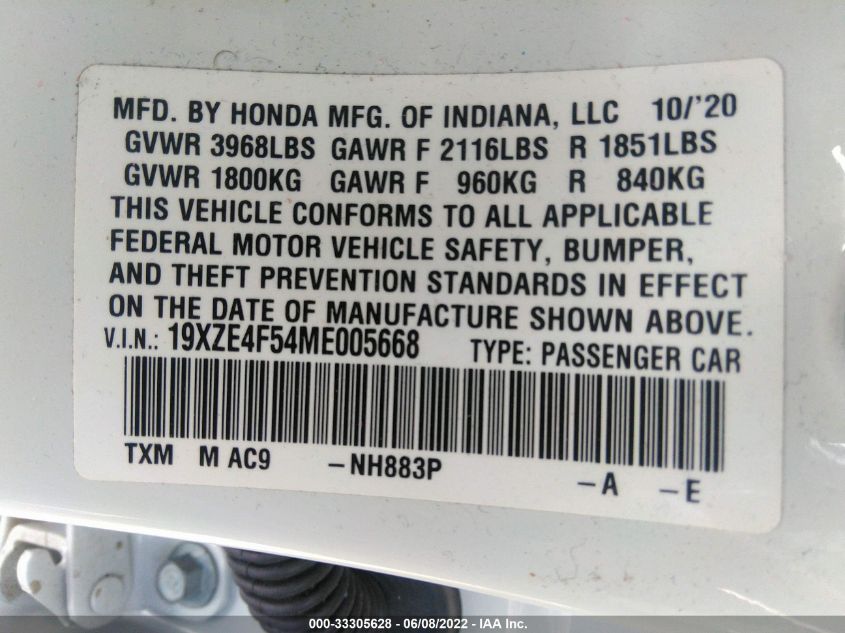 MFD. BY HONDA MFG. OF INDIANA, LLC 10/'20
GVWR 3968LBS GAWR F 2116LBS R 1851LBS
GVWR 1800KG GAWR F 960KG R 840KG
THIS VEHICLE CONFORMS TO ALL APPLICABLE
FEDERAL MOTOR VEHICLE SAFETY, BUMPER,
AND THEFT PREVENTION STANDARDS IN EFFECT
ON THE DATE OF MANUFACTURE SHOWN ABOVE.
V.I.N.: 19XZE4F54ME005668 TYPE: PASSENGER CAR
TXM M AC9 -NH883P -A -E
000-33305628 - 06/08/2022 - IAA Inc.